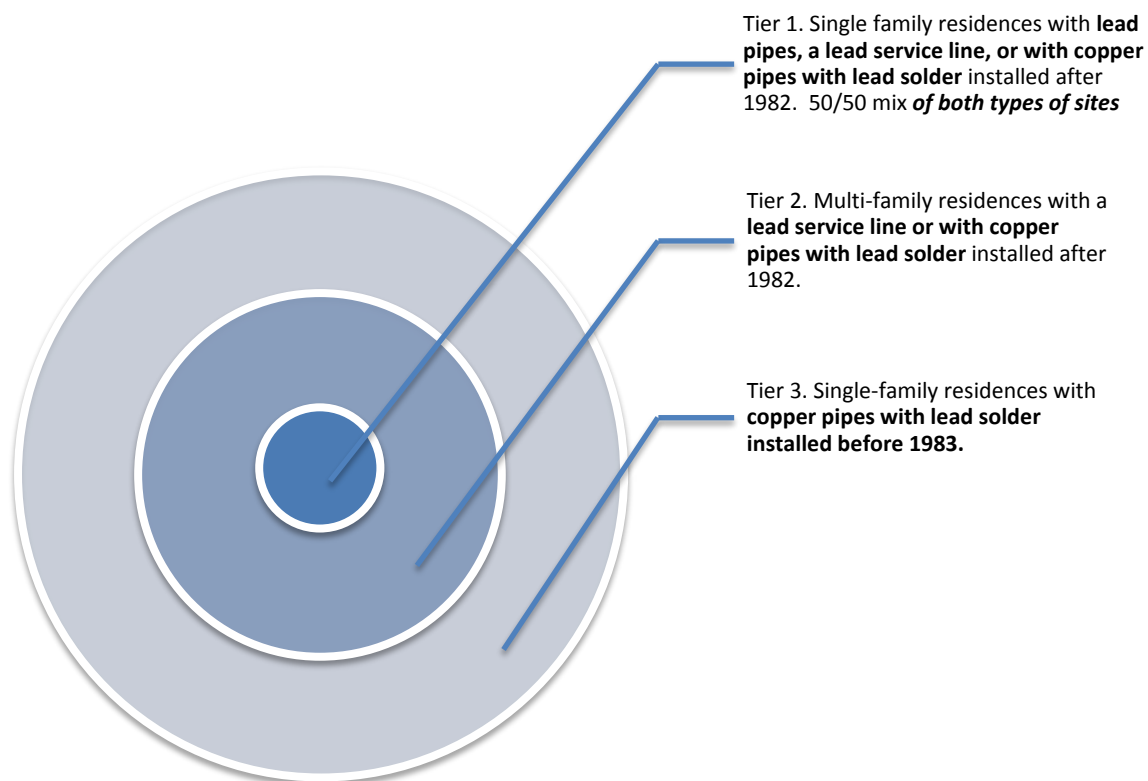 Tier 1. Single family residences with lead
pipes, a lead service line, or with copper
pipes with lead solder installed after
1982.  50/50 mix of both types of sites
Tier 2. Multi-family residences with a
lead service line or with copper
pipes with lead solder installed after
1982.
Tier 3. Single-family residences with
copper pipes with lead solder
installed before 1983.